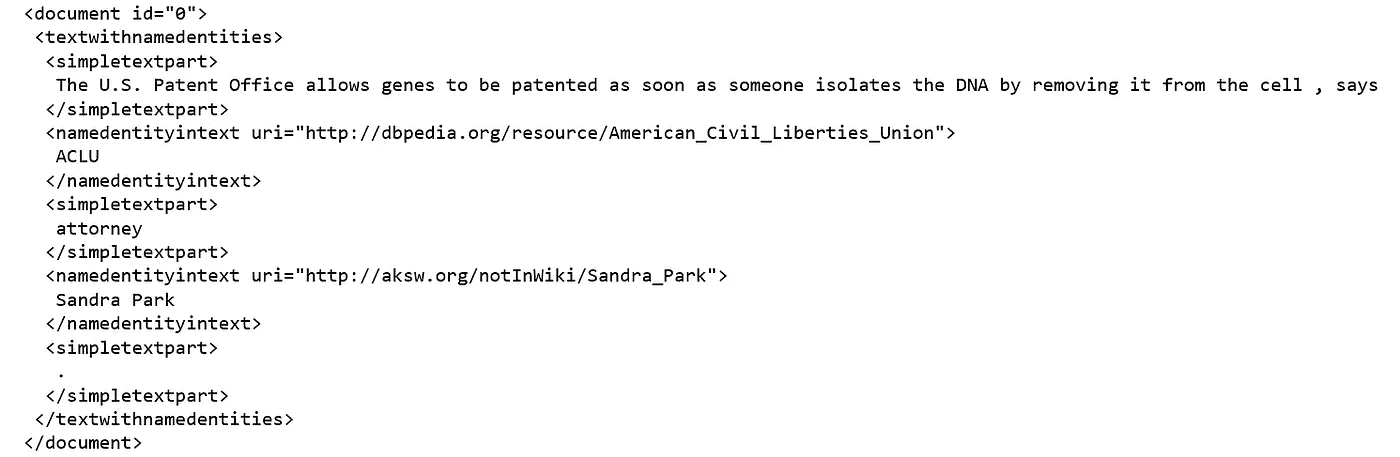 <document id="0">
<textwithnamedentities>
<simpletextpart>
The U.S. Patent Office allows genes to be patented as soon as someone isolates the DNA by removing it from the cell , says
</simpletextpart>
<namedentityintext uri="http://dbpedia.org/resource/American_Civil_Liberties_Union">
ACLU
</namedentityintext>
<simpletextpart>
attorney
</simpletextpart>
<namedentityintext uri="http://aksw.org/notInWiki/Sandra_Park">
Sandra Park
</namedentityintext>
<simpletextpart>
.
</simpletextpart>
</textwithnamedentities>
</document>